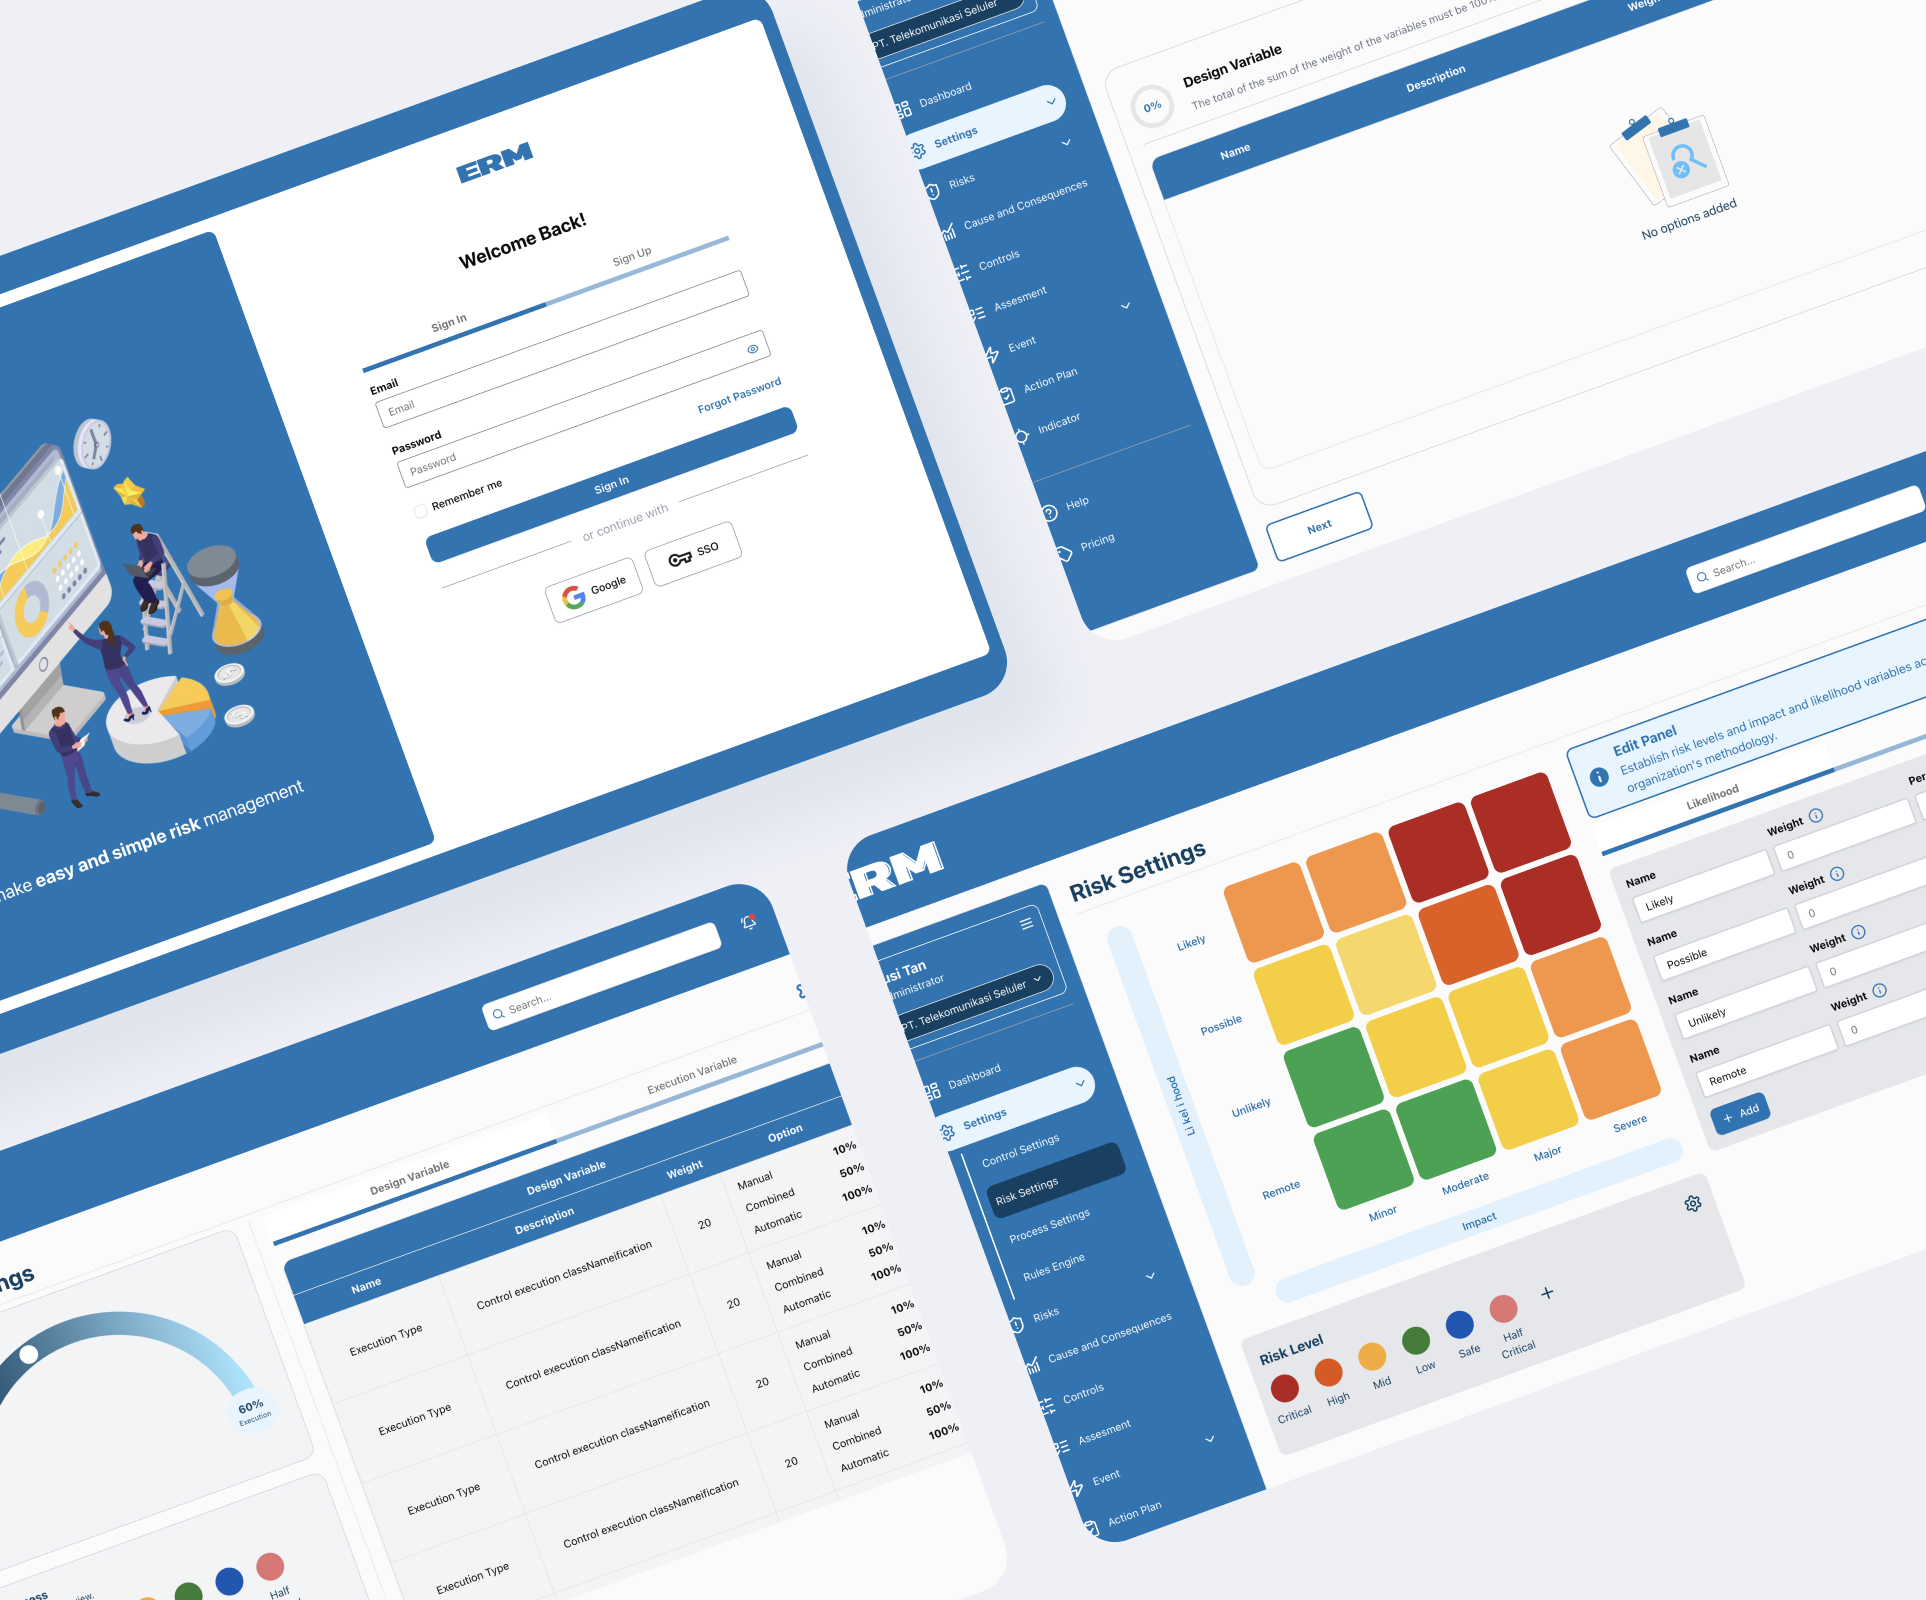 ERM
Welcome Back!
Sign In
Sign Up
Email
Email
Password
Password
Remember me
Forgot Password
Sign In
or continue with
Google
SSO
make easy and simple risk management
PT. Telekomunikasi Seluler
Dashboard
Settings
Risks
Cause and Consequences
Controls
Assesment
Event
Action Plan
Indicator
Help
Pricing
0%
Design Variable
The total of the sum of the weight of the variables must be 100%
Name
Description
No options added
Next
Search...
Design Variable
Execution Variable
Design Variable
Name
Description
Weight
Option
Execution Type
Control execution classNameification
20
Manual 10%
Combined 50%
Automatic 100%
Execution Type
Control execution classNameification
20
Manual 10%
Combined 50%
Automatic 100%
Execution Type
Control execution classNameification
20
Manual 10%
Combined 50%
Automatic 100%
Execution Type
Control execution classNameification
20
Manual 10%
Combined 50%
Automatic 100%
60%
Execution
Half
ERM
Search...
Tan
PT. Telekomunikasi Seluler
Dashboard
Settings
Control Settings
Risk Settings
Process Settings
Rules Engine
Risks
Cause and Consequences
Controls
Assesment
Event
Action Plan
Risk Settings
Likelihood
Likely
Possible
Unlikely
Remote
Minor
Moderate
Major
Severe
Impact
Risk Level
Critical
High
Mid
Low
Safe
Half
Critical
Edit Panel
Establish risk levels and impact and likelihood variables
organization's methodology.
Likelihood
Name
Weight
Likely
0
Name
Weight
Possible
0
Name
Weight
Unlikely
0
Name
Weight
Remote
0
+ Add